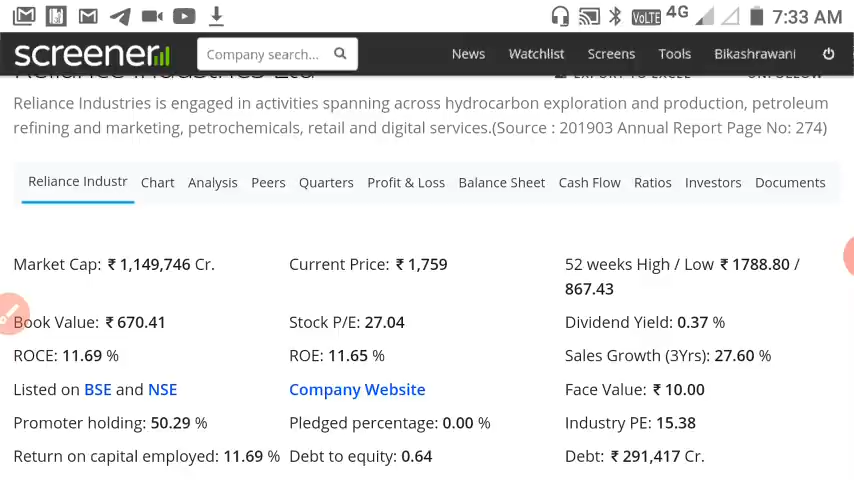 VoLTE 4G 7:33 AM
screener Company search... News Watchlist Screens Tools Bikashrawani
Reliance Industries Ltd EXPORT TO EXCEL UNFOLLOW
Reliance Industries is engaged in activities spanning across hydrocarbon exploration and production, petroleum
refining and marketing, petrochemicals, retail and digital services.(Source : 201903 Annual Report Page No: 274)
Reliance Industr Chart Analysis Peers Quarters Profit & Loss Balance Sheet Cash Flow Ratios Investors Documents
Market Cap: ₹ 1,149,746 Cr. Current Price: ₹ 1,759 52 weeks High / Low ₹ 1788.80 /
867.43
Book Value: ₹ 670.41 Stock P/E: 27.04 Dividend Yield: 0.37 %
ROCE: 11.69 % ROE: 11.65 % Sales Growth (3Yrs): 27.60 %
Listed on BSE and NSE Company Website Face Value: ₹ 10.00
Promoter holding: 50.29 % Pledged percentage: 0.00 % Industry PE: 15.38
Return on capital employed: 11.69 % Debt to equity: 0.64 Debt: ₹ 291,417 Cr.